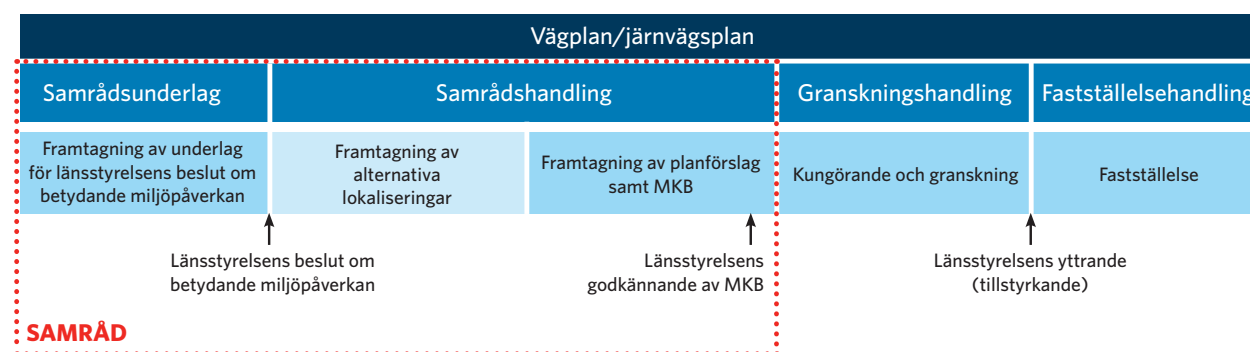 Vägplan/järnvägsplan
Samrådsunderlag
Samrådshandling
Granskningshandling
Fastställelsehandling
Framtagning av underlag
för länsstyrelsens beslut om
betydande miljöpåverkan
Framtagning av
alternativa
lokaliseringar
Framtagning av planförslag
samt MKB
Kungörande och granskning
Fastställelse
Länsstyrelsens beslut om
betydande miljöpåverkan
Länsstyrelsens
godkännande av MKB
Länsstyrelsens yttrande
(tillstyrkande)
SAMRÅD